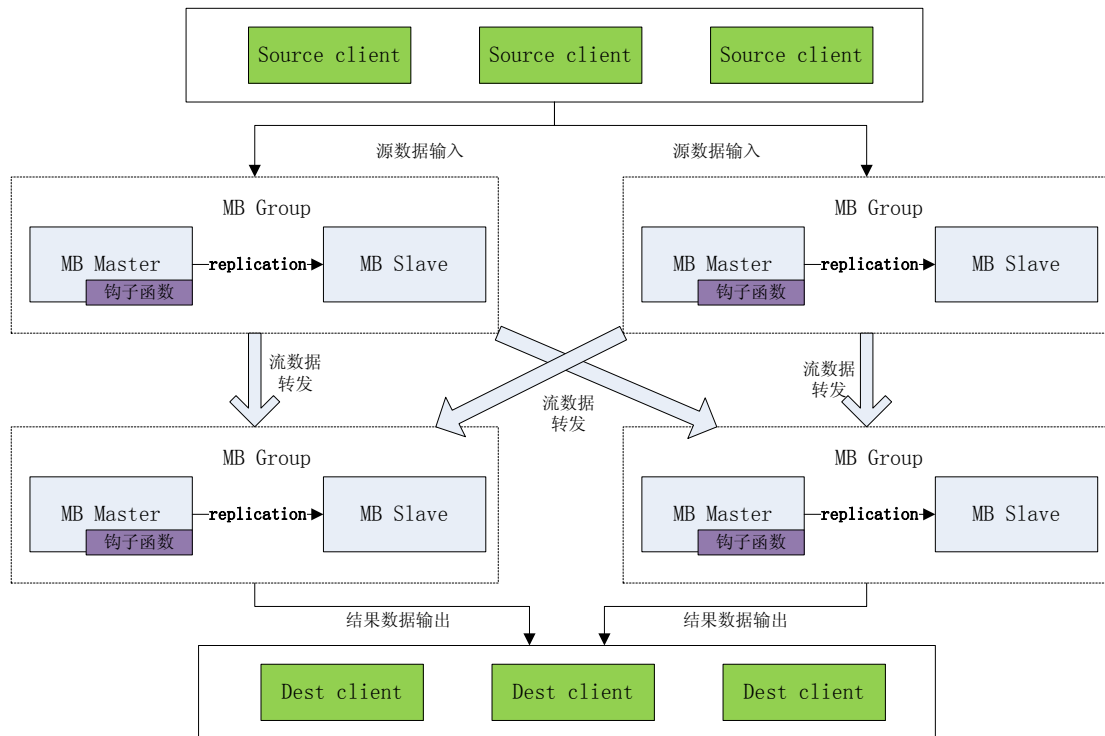 Source client
Source client
Source client
源数据输入
源数据输入
MB Group
MB Group
MB Master
replication
MB Slave
MB Master
replication
MB Slave
钩子函数
钩子函数
流数据
转发
流数据
转发
流数据
转发
MB Group
MB Group
MB Master
replication
MB Slave
MB Master
replication
MB Slave
钩子函数
钩子函数
结果数据输出
结果数据输出
Dest client
Dest client
Dest client